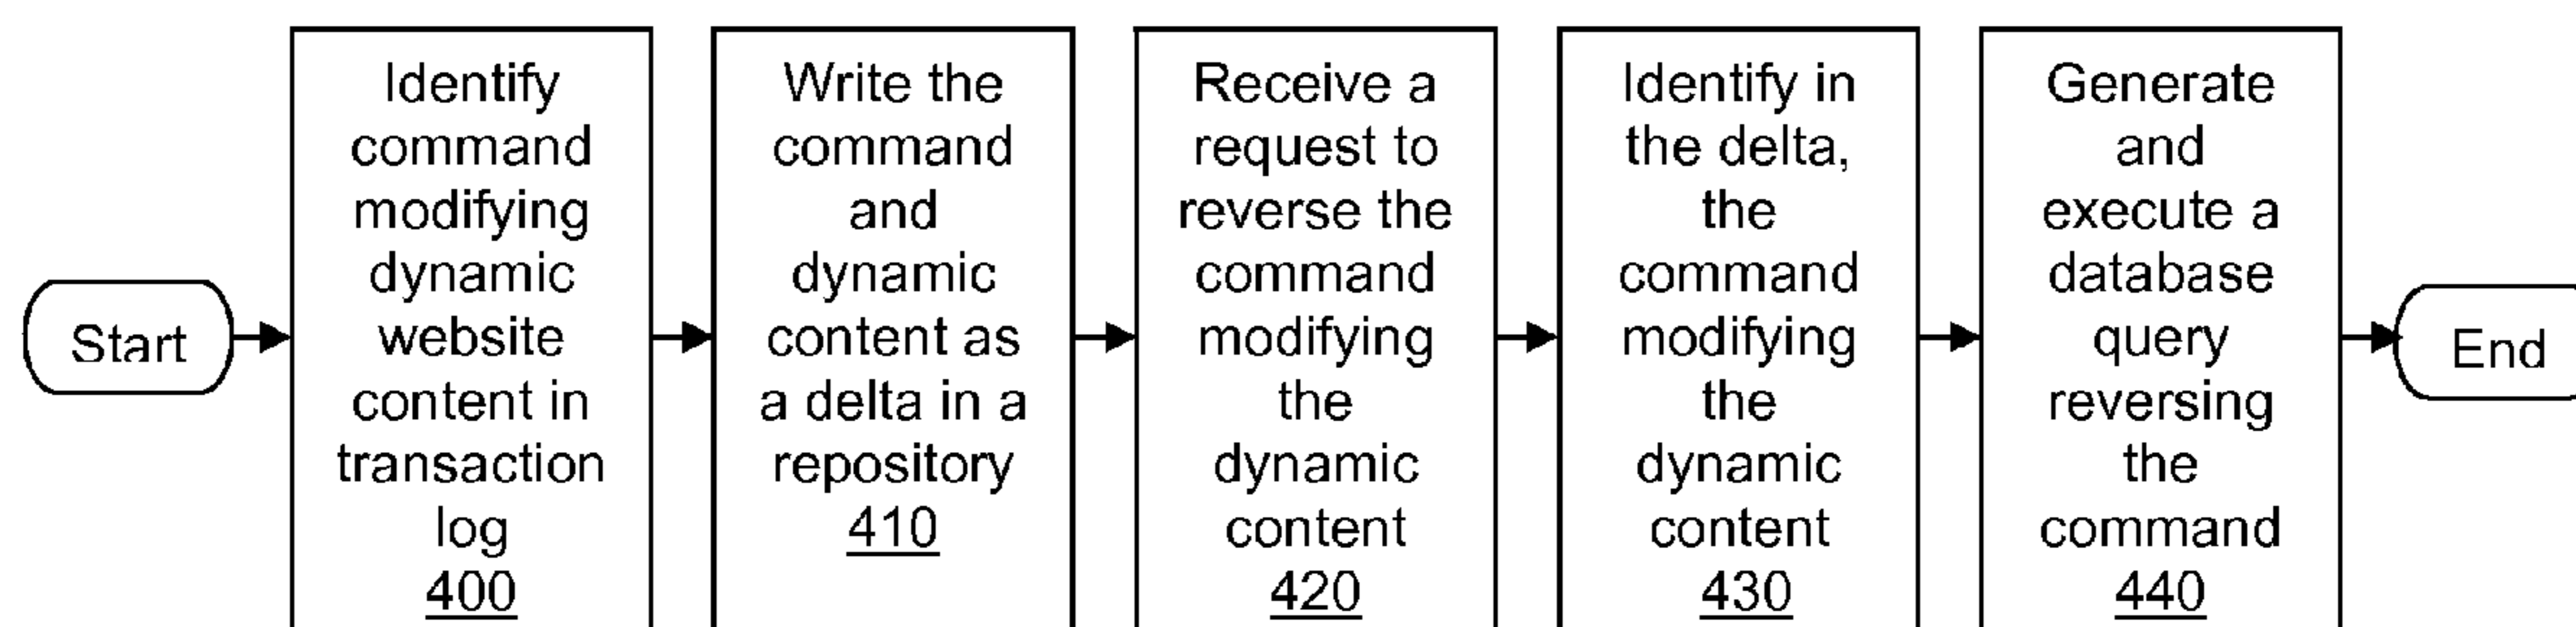 Start
Identify
command
modifying
dynamic
website
content in
transaction
log
400
Write the
command
and
dynamic
content as
a delta in a
repository
410
Receive a
request to
reverse the
command
modifying
the
dynamic
content
420
Identify in
the delta,
the
command
modifying
the
dynamic
content
430
Generate
and
execute a
database
query
reversing
the
command
440
End